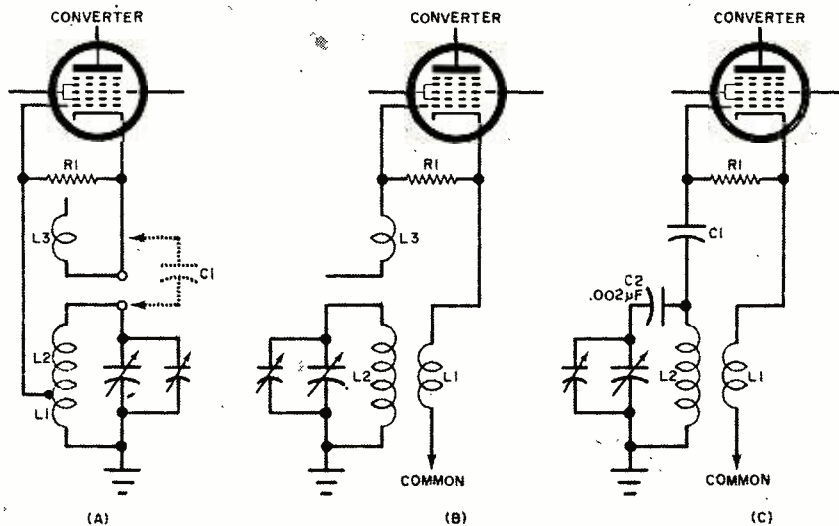 CONVERTER
R1
L3
C1
L2
L1
(A)
CONVERTER
R1
L3
L2
L1
COMMON
(B)
CONVERTER
R1
C1
C2
.002µF
L2
L1
COMMON
(C)